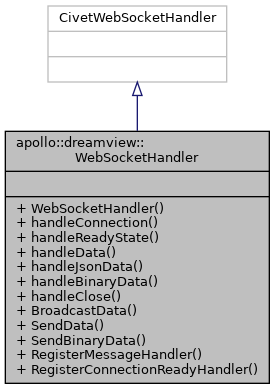 CivetWebSocketHandler
apollo::dreamview::
WebSocketHandler
+ WebSocketHandler()
+ handleConnection()
+ handleReadyState()
+ handleData()
+ handleJsonData()
+ handleBinaryData()
+ handleClose()
+ BroadcastData()
+ SendData()
+ SendBinaryData()
+ RegisterMessageHandler()
+ RegisterConnectionReadyHandler()